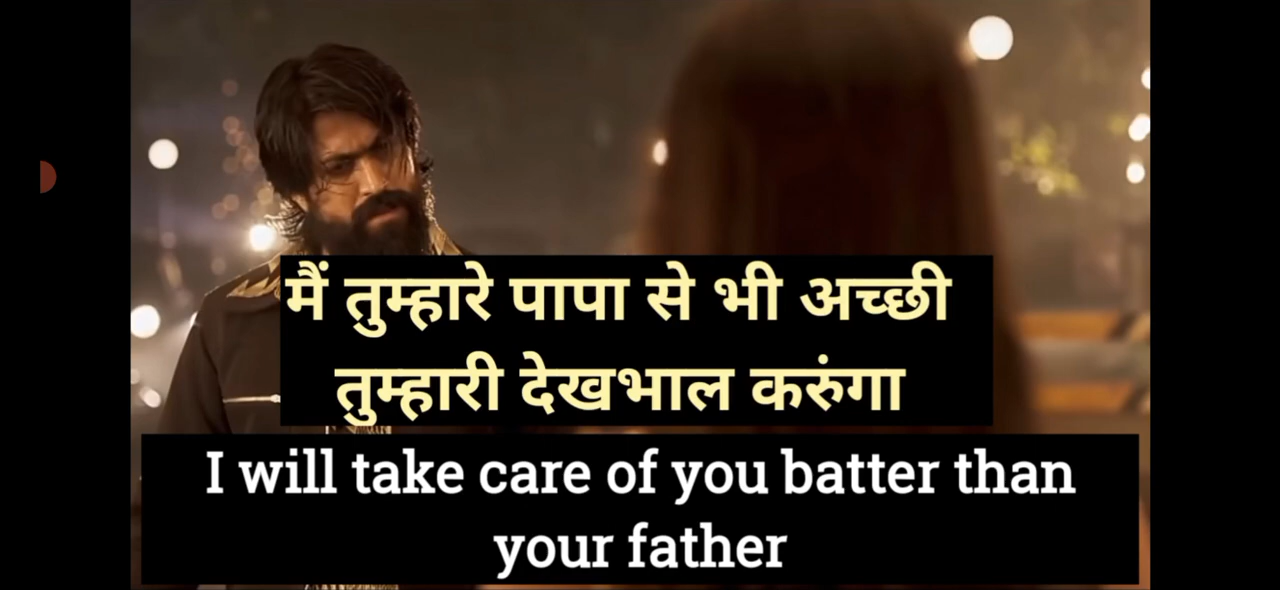 मैं तुम्हारे पापा से भी अच्छी
तुम्हारी देखभाल करुंगा
I will take care of you batter than
your father